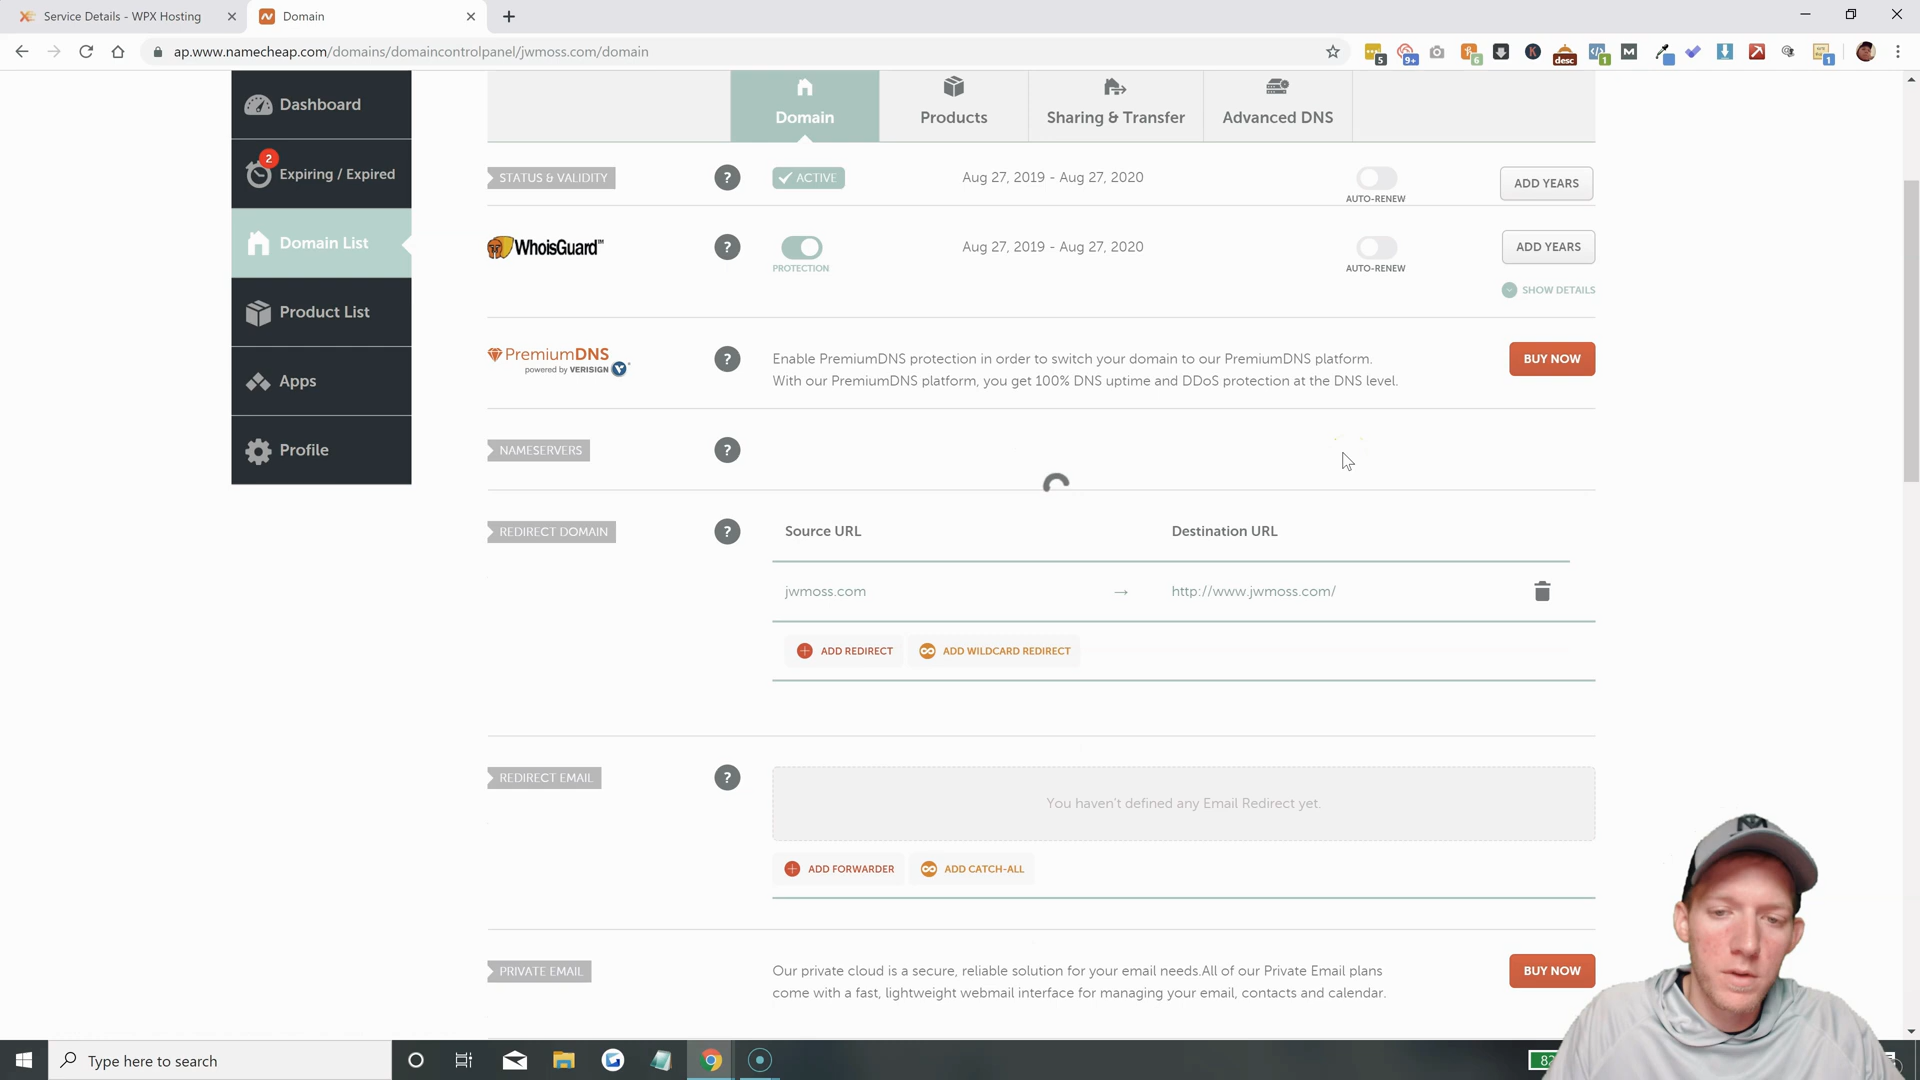 Service Details - WPX Hosting
Domain
ap.www.namecheap.com/domains/domaincontrolpanel/jwmoss.com/domain
5
9+
6
desc
1
1
Dashboard
2
Expiring / Expired
Domain List
Product List
Apps
Profile
Domain
Products
Sharing & Transfer
Advanced DNS
STATUS & VALIDITY
?
ACTIVE
Aug 27, 2019 - Aug 27, 2020
AUTO-RENEW
ADD YEARS
WhoisGuard
?
PROTECTION
Aug 27, 2019 - Aug 27, 2020
AUTO-RENEW
ADD YEARS
SHOW DETAILS
PremiumDNS
powered by VERISIGN
?
Enable PremiumDNS protection in order to switch your domain to our PremiumDNS platform.
With our PremiumDNS platform, you get 100% DNS uptime and DDoS protection at the DNS level.
BUY NOW
NAMESERVERS
?
REDIRECT DOMAIN
?
Source URL
Destination URL
jwmoss.com
→
http://www.jwmoss.com/
ADD REDIRECT
ADD WILDCARD REDIRECT
REDIRECT EMAIL
?
You haven't defined any Email Redirect yet.
ADD FORWARDER
ADD CATCH-ALL
PRIVATE EMAIL
Our private cloud is a secure, reliable solution for your email needs.All of our Private Email plans
come with a fast, lightweight webmail interface for managing your email, contacts and calendar.
BUY NOW
Type here to search